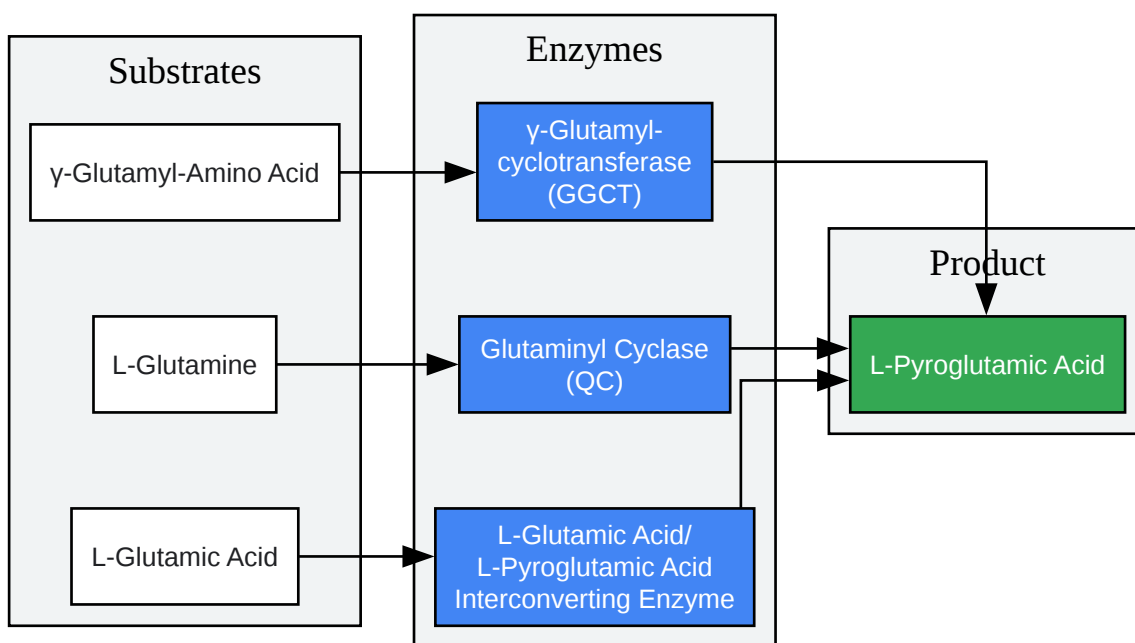 Substrates
γ-Glutamyl-Amino Acid
L-Glutamine
L-Glutamic Acid
Enzymes
γ-Glutamyl-
cyclotransferase
(GGCT)
Glutaminyl Cyclase
(QC)
L-Glutamic Acid/
L-Pyroglutamic Acid
Interconverting Enzyme
Product
L-Pyroglutamic Acid